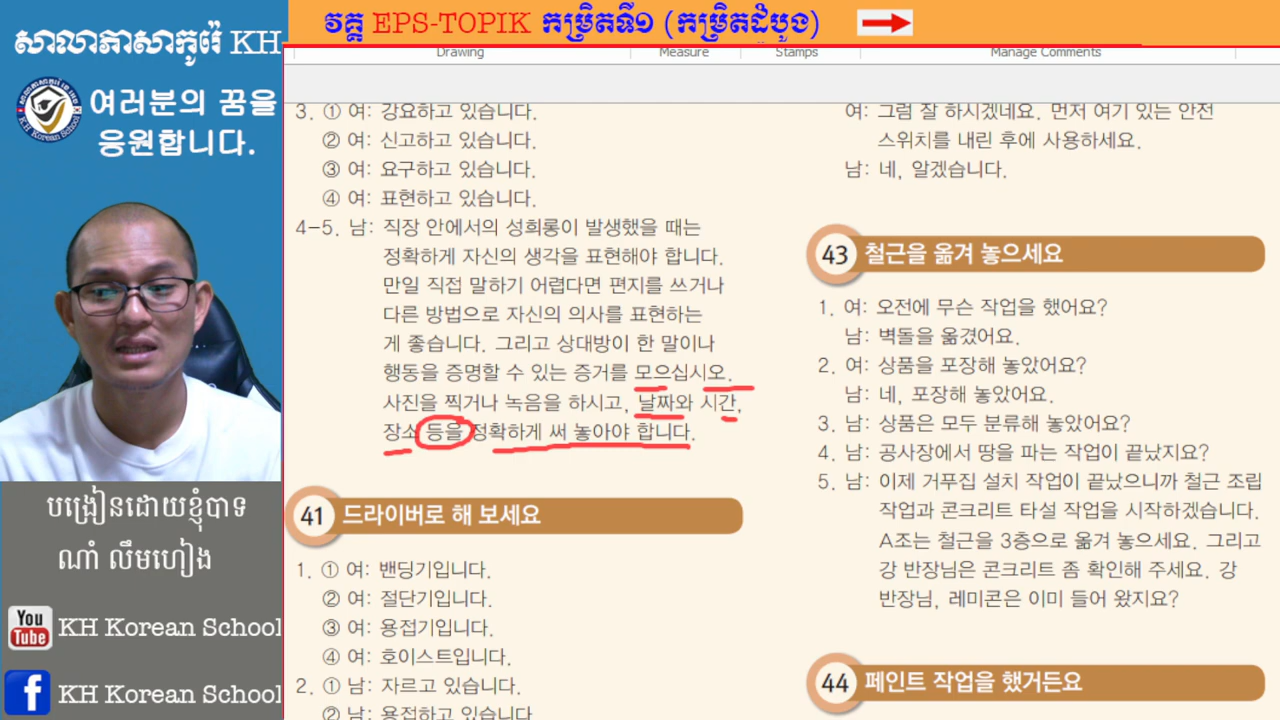 សាលាភាសាកូរ៉េ KH
여러분의 꿈을
응원합니다.
KH Korean School
បង្រៀនដោយខ្ញុំបាទ
ណាំ លឹមហៀង
You Tube KH Korean School
f KH Korean School
វគ្គ EPS-TOPIK កម្រិតទី១ (កម្រិតដំបូង)
Drawing Measure Stamps Manage Comments
3. ① 여: 강요하고 있습니다.
② 여: 신고하고 있습니다.
③ 여: 요구하고 있습니다.
④ 여: 표현하고 있습니다.
4-5. 남: 직장 안에서의 성희롱이 발생했을 때는
정확하게 자신의 생각을 표현해야 합니다.
만일 직접 말하기 어렵다면 편지를 쓰거나
다른 방법으로 자신의 의사를 표현하는
게 좋습니다. 그리고 상대방이 한 말이나
행동을 증명할 수 있는 증거를 모으십시오.
사진을 찍거나 녹음을 하시고, 날짜와 시간,
장소 등을 정확하게 써 놓아야 합니다.
41 드라이버로 해 보세요
1. ① 여: 밴딩기입니다.
② 여: 절단기입니다.
③ 여: 용접기입니다.
④ 여: 호이스트입니다.
2. ① 남: 자르고 있습니다.
② 남: 용접하고 있습니다
여: 그럼 잘 하시겠네요. 먼저 여기 있는 안전
스위치를 내린 후에 사용하세요.
남: 네, 알겠습니다.
43 철근을 옮겨 놓으세요
1. 여: 오전에 무슨 작업을 했어요?
남: 벽돌을 옮겼어요.
2. 여: 상품을 포장해 놓았어요?
남: 네, 포장해 놓았어요.
3. 남: 상품은 모두 분류해 놓았어요?
4. 남: 공사장에서 땅을 파는 작업이 끝났지요?
5. 남: 이제 거푸집 설치 작업이 끝났으니까 철근 조립
작업과 콘크리트 타설 작업을 시작하겠습니다.
A조는 철근을 3층으로 옮겨 놓으세요. 그리고
강 반장님은 콘크리트 좀 확인해 주세요. 강
반장님, 레미콘은 이미 들어 왔지요?
44 페인트 작업을 했거든요